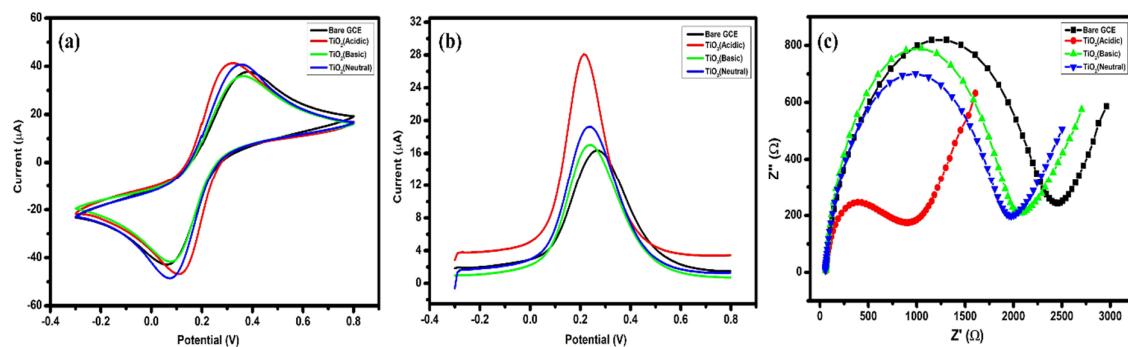 (a)
Bare GCE
TiO₂(Acidic)
TiO₂(Basic)
TiO₂(Neutral)
60
40
20
0
-20
-40
-60
Current (μA)
-0.4
-0.2
0.0
0.2
0.4
0.6
0.8
Potential (V)
(b)
Bare GCE
TiO₂(Acidic)
TiO₂(Basic)
TiO₂(Neutral)
36
32
28
24
20
16
12
8
4
0
Current (μA)
-0.4
-0.2
0.0
0.2
0.4
0.6
0.8
Potential (V)
(c)
Bare GCE
TiO₂(Acidic)
TiO₂(Basic)
TiO₂(Neutral)
800
600
400
200
0
Z'' (Ω)
0
500
1000
1500
2000
2500
3000
Z' (Ω)